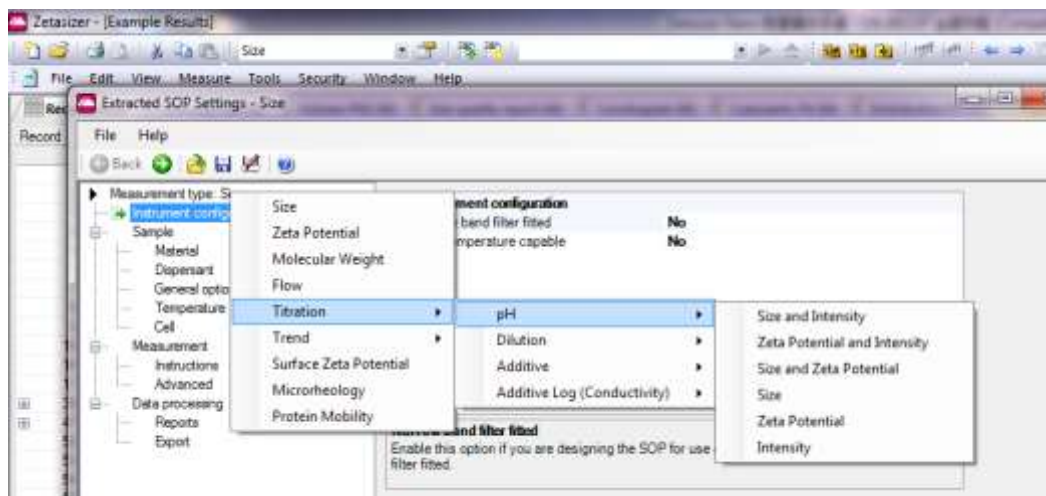 Zetasizer - [Example Results]
Size
File Edit View Measure Tools Security Window Help
Extracted SOP Settings - Size
Record
File Help
Back
Measurement type: S
Instrument config
Sample
Material
Dispersant
General optio
Temperature
Cell
Measurement
Instructions
Advanced
Data processing
Reports
Export
Size
Zeta Potential
Molecular Weight
Flow
Titration
Trend
Surface Zeta Potential
Microrheology
Protein Mobility
ment configuration
band filter fitted No
mperature capable No
pH
Dilution
Additive
Additive Log (Conductivity)
Size and Intensity
Zeta Potential and Intensity
Size and Zeta Potential
Size
Zeta Potential
Intensity
band filter fitted
Enable this option if you are designing the SOP for use
filter fitted.